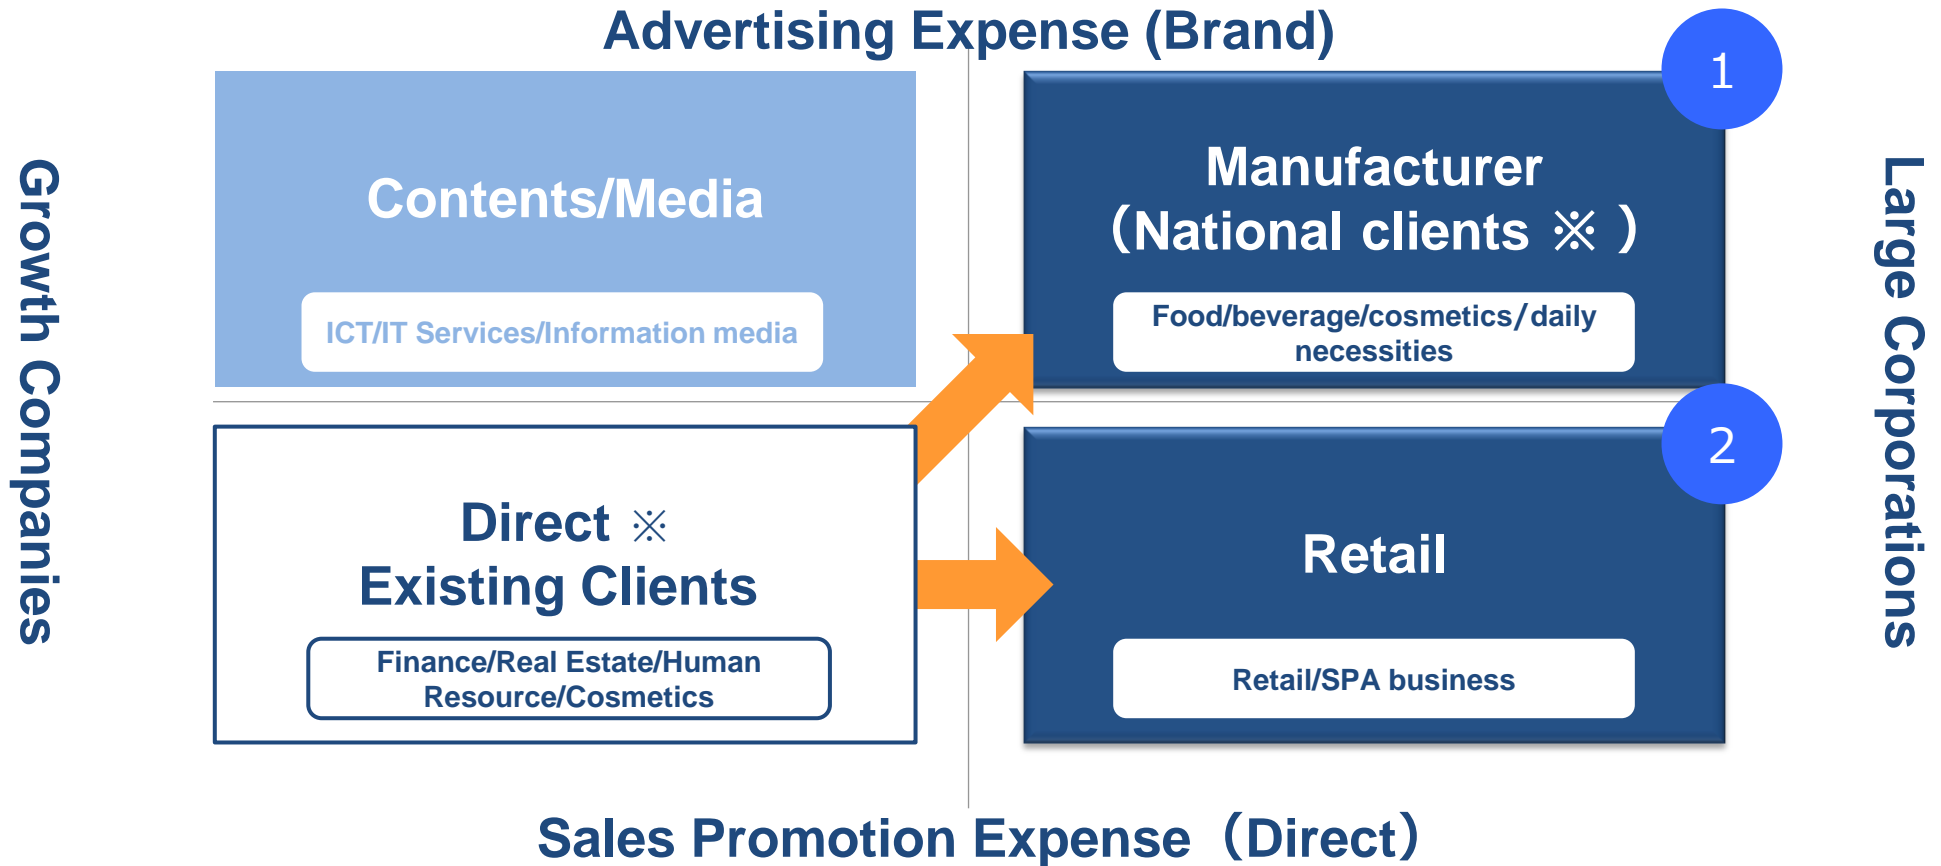 Advertising Expense (Brand)
Growth Companies
Contents/Media
ICT/IT Services/Information media
1
Manufacturer
（National clients ※ ）
Food/beverage/cosmetics/daily
necessities
Large Corporations
Direct ※
Existing Clients
Finance/Real Estate/Human
Resource/Cosmetics
2
Retail
Retail/SPA business
Sales Promotion Expense（Direct）